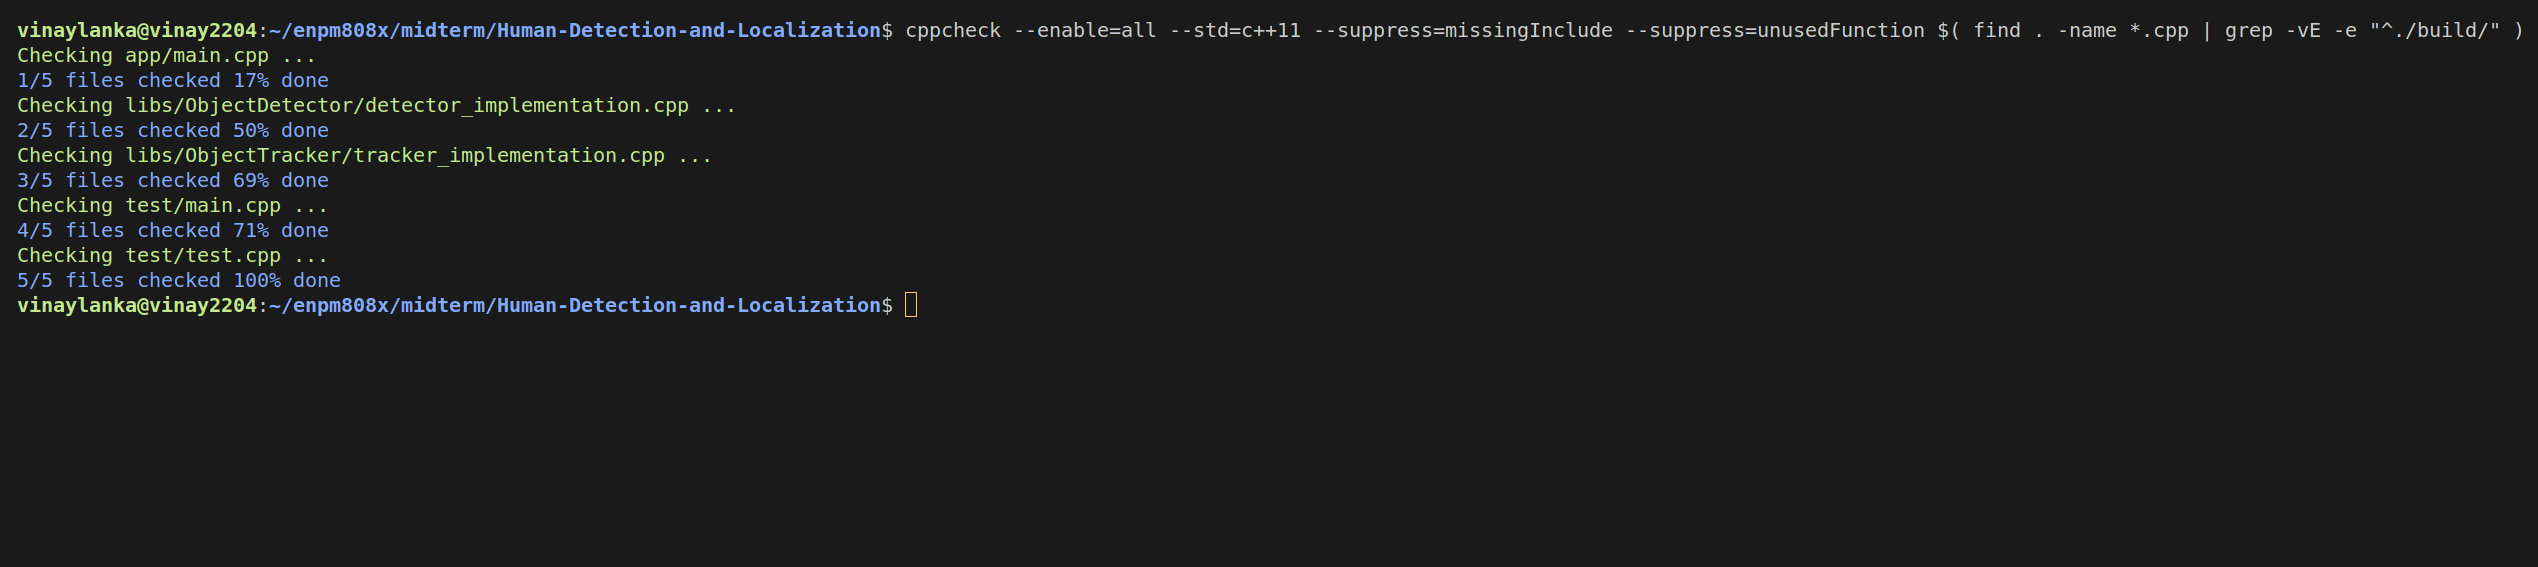 vinaylanka@vinay2204:~/enpm808x/midterm/Human-Detection-and-Localization$ cppcheck --enable=all --std=c++11 --suppress=missingInclude --suppress=unusedFunction $( find . -name *.cpp | grep -vE -e "^./build/" )
Checking app/main.cpp ...
1/5 files checked 17% done
Checking libs/ObjectDetector/detector_implementation.cpp ...
2/5 files checked 50% done
Checking libs/ObjectTracker/tracker_implementation.cpp ...
3/5 files checked 69% done
Checking test/main.cpp ...
4/5 files checked 71% done
Checking test/test.cpp ...
5/5 files checked 100% done
vinaylanka@vinay2204:~/enpm808x/midterm/Human-Detection-and-Localization$